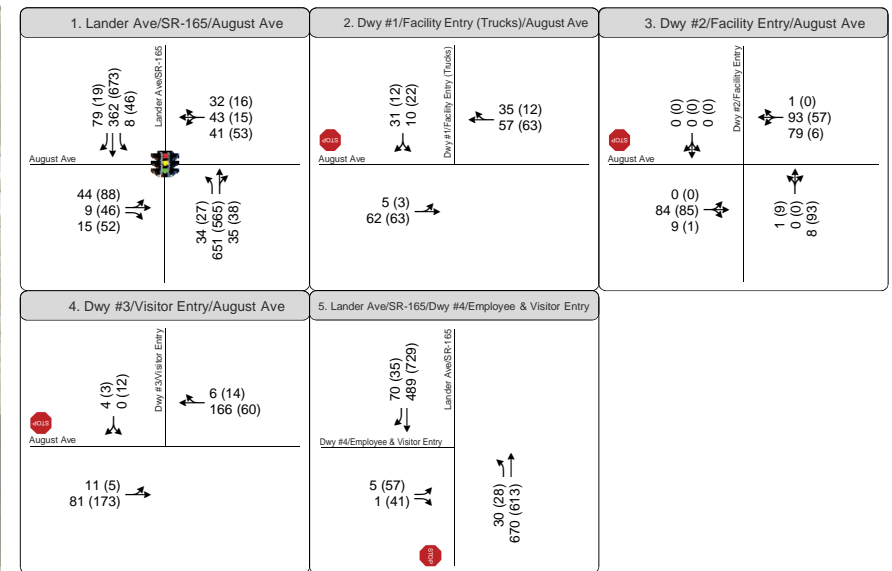 1. Lander Ave/SR-165/August Ave
79 (19)
362 (673)
8 (46)
Lander Ave/SR-165
32 (16)
43 (15)
41 (53)
August Ave
44 (88)
9 (46)
15 (52)
34 (27)
651 (565)
35 (38)
2. Dwy #1/Facility Entry (Trucks)/August Ave
31 (12)
10 (22)
Dwy #1/Facility Entry (Trucks)
35 (12)
57 (63)
STOP
August Ave
5 (3)
62 (63)
3. Dwy #2/Facility Entry/August Ave
0 (0)
0 (0)
0 (0)
Dwy #2/Facility Entry
1 (0)
93 (57)
79 (6)
STOP
August Ave
0 (0)
84 (85)
9 (1)
1 (9)
0 (0)
8 (93)
4. Dwy #3/Visitor Entry/August Ave
4 (3)
0 (12)
Dwy #3/Visitor Entry
6 (14)
166 (60)
STOP
August Ave
11 (5)
81 (173)
5. Lander Ave/SR-165/Dwy #4/Employee & Visitor Entry
70 (35)
489 (729)
Lander Ave/SR-165
Dwy #4/Employee & Visitor Entry
5 (57)
1 (41)
30 (28)
670 (613)
STOP